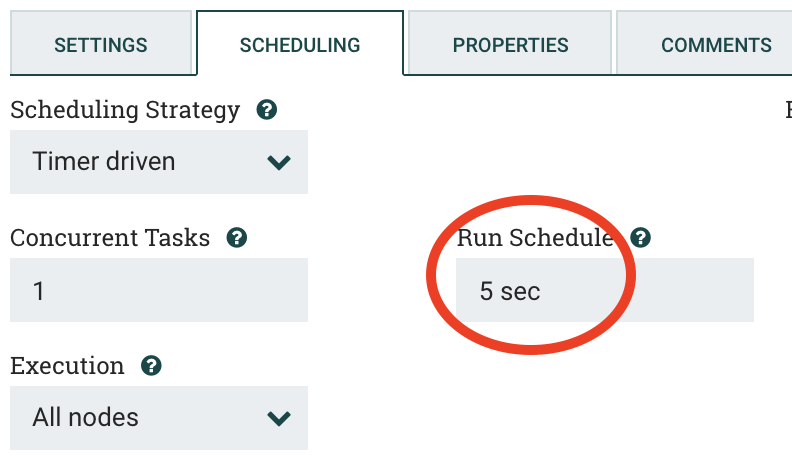 SETTINGS
SCHEDULING
PROPERTIES
COMMENTS
Scheduling Strategy
Timer driven
Concurrent Tasks
Run Schedule
1
5 sec
Execution
All nodes